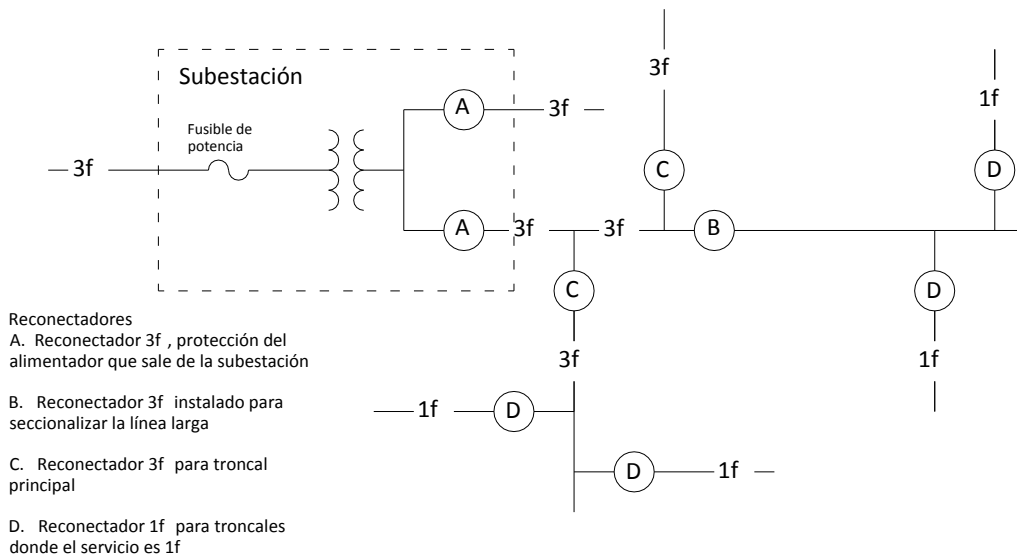 Subestación
Fusible de
potencia
3f
A
3f
3f
1f
C
D
A
3f
3f
B
C
D
3f
1f
1f
D
D
1f
Reconectadores
A. Reconectador 3f , protección del
alimentador que sale de la subestación
B. Reconectador 3f instalado para
seccionalizar la línea larga
C. Reconectador 3f para troncal
principal
D. Reconectador 1f para troncales
donde el servicio es 1f